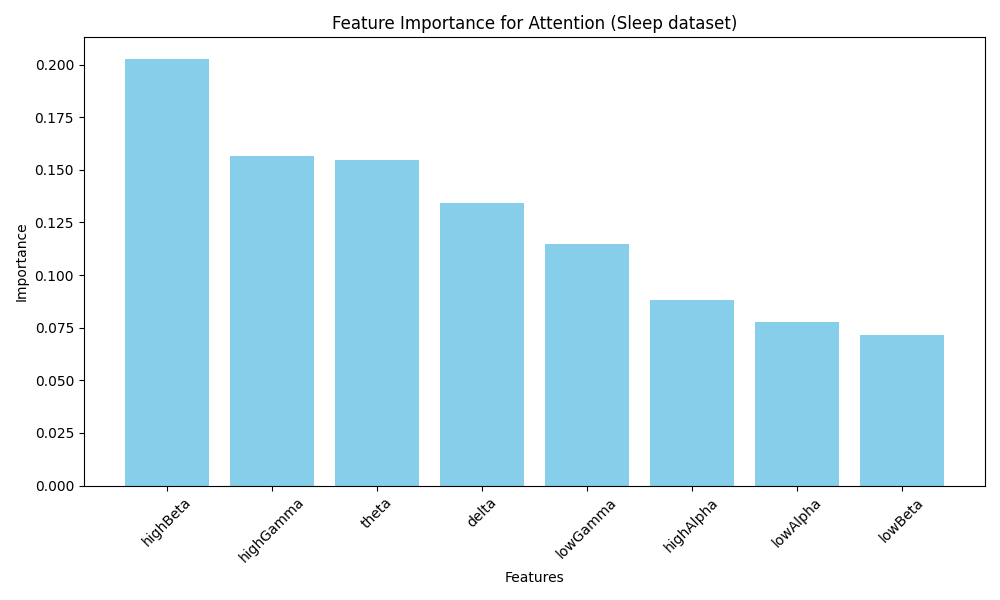 Feature Importance for Attention (Sleep dataset)
Importance
0.200
0.175
0.150
0.125
0.100
0.075
0.050
0.025
0.000
highBeta
highGamma
theta
delta
lowGamma
highAlpha
lowAlpha
lowBeta
Features